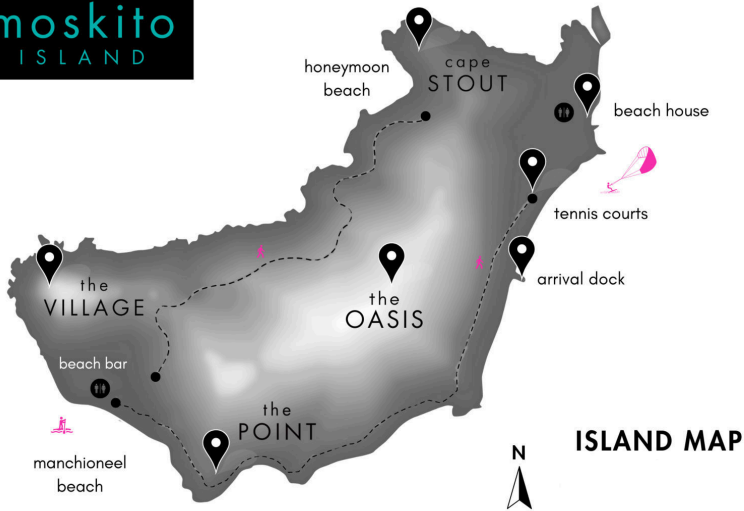 moskito
ISLAND
cape
STOUT
honeymoon
beach
beach house
tennis courts
arrival dock
the
VILLAGE
the
OASIS
beach bar
the
POINT
manchioneel
beach
N
ISLAND MAP